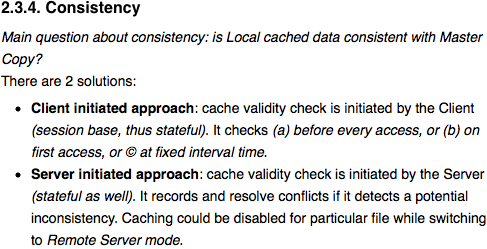 2.3.4. Consistency
Main question about consistency: is Local cached data consistent with Master
Copy?
There are 2 solutions:
• Client initiated approach: cache validity check is initiated by the Client
(session base, thus stateful). It checks (a) before every access, or (b) on
first access, or © at fixed interval time.
• Server initiated approach: cache validity check is initiated by the Server
(stateful as well). It records and resolve conflicts if it detects a potential
inconsistency. Caching could be disabled for particular file while switching
to Remote Server mode.